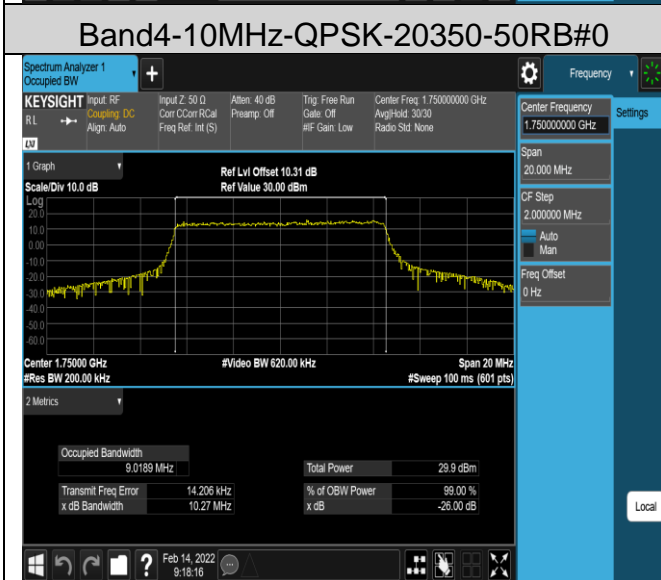 Band4-10MHz-QPSK-20350-50RB#0
Spectrum Analyzer 1
Occupied BW
+
Frequency
KEYSIGHT
RL
Input: RF
Coupling: DC
Align: Auto
Input Z: 50 Ω
Corr CCorr RCal
Freq Ref: Int (S)
Atten: 40 dB
Preamp: Off
Trig: Free Run
Gate: Off
#IF Gain: Low
Center Freq: 1.750000000 GHz
Avg|Hold: 30/30
Radio Std: None
LXI
Center Frequency
1.750000000 GHz
Settings
Span
20.000 MHz
CF Step
2.000000 MHz
Auto
Man
Freq Offset
0 Hz
1 Graph
Scale/Div 10.0 dB
Ref Lvl Offset 10.31 dB
Ref Value 30.00 dBm
Log
20.0
10.0
0.00
-10.0
-20.0
-30.0
-40.0
-50.0
-60.0
Center 1.75000 GHz
#Video BW 620.00 kHz
Span 20 MHz
#Res BW 200.00 kHz
#Sweep 100 ms (601 pts)
2 Metrics
Occupied Bandwidth
9.0189 MHz
Total Power 29.9 dBm
Transmit Freq Error 14.206 kHz
% of OBW Power 99.00 %
x dB Bandwidth 10.27 MHz
x dB -26.00 dB
Local
?
Feb 14, 2022
9:18:16